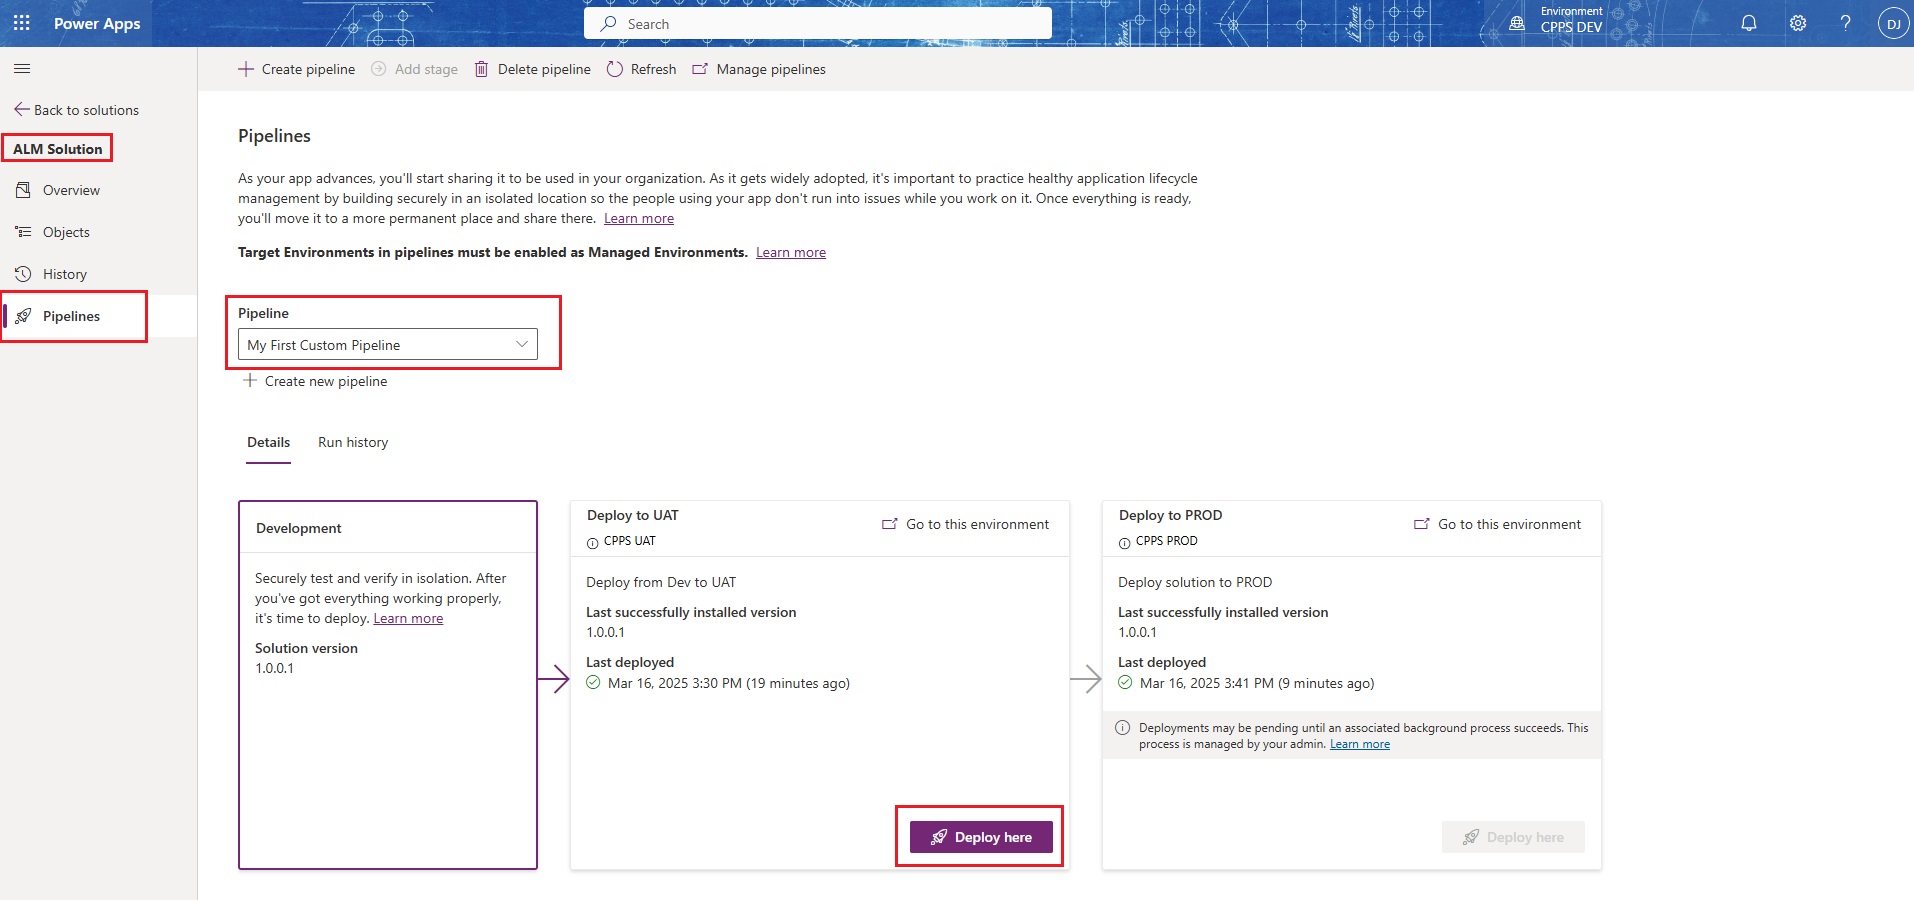 Power Apps
Search
Environment
CPPS DEV
DJ
Create pipeline
Add stage
Delete pipeline
Refresh
Manage pipelines
Back to solutions
ALM Solution
Overview
Objects
History
Pipelines
Pipelines
As your app advances, you'll start sharing it to be used in your organization. As it gets widely adopted, it's important to practice healthy application lifecycle
management by building securely in an isolated location so the people using your app don't run into issues while you work on it. Once everything is ready,
you'll move it to a more permanent place and share there. Learn more
Target Environments in pipelines must be enabled as Managed Environments. Learn more
Pipeline
My First Custom Pipeline
Create new pipeline
Details
Run history
Development
Securely test and verify in isolation. After
you've got everything working properly,
it's time to deploy. Learn more
Solution version
1.0.0.1
Deploy to UAT
CPPS UAT
Go to this environment
Deploy from Dev to UAT
Last successfully installed version
1.0.0.1
Last deployed
Mar 16, 2025 3:30 PM (19 minutes ago)
Deploy here
Deploy to PROD
CPPS PROD
Go to this environment
Deploy solution to PROD
Last successfully installed version
1.0.0.1
Last deployed
Mar 16, 2025 3:41 PM (9 minutes ago)
Deployments may be pending until an associated background process succeeds. This
process is managed by your admin. Learn more
Deploy here